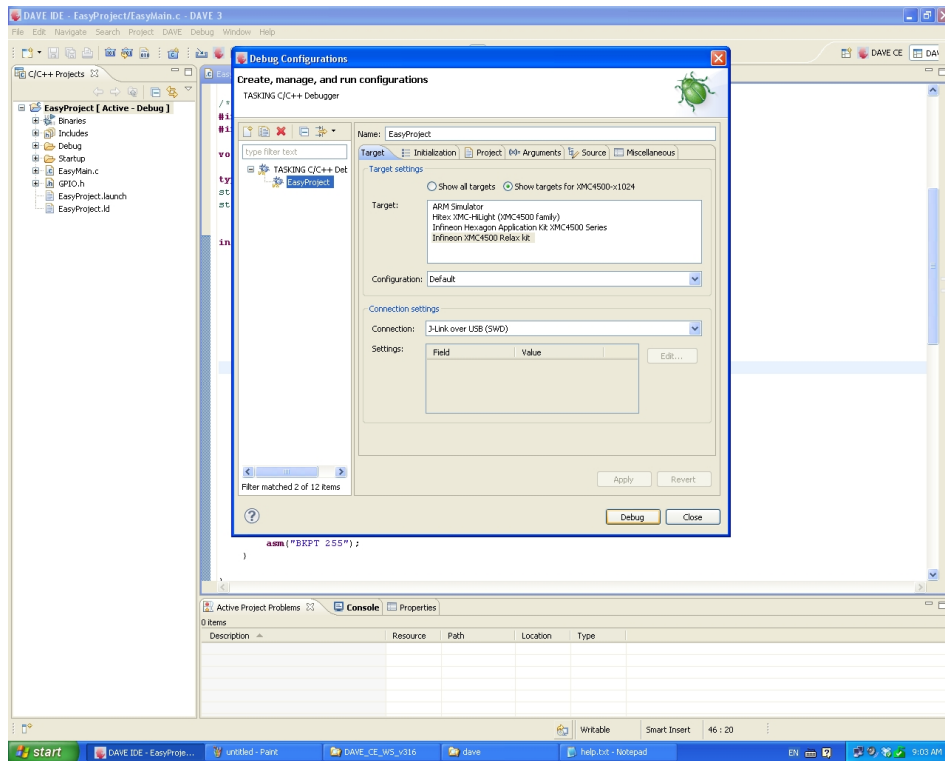 DAVE IDE - EasyProject/EasyMain.c - DAVE 3
File Edit Navigate Search Project DAVE Debug Window Help
DAVE CE
C/C++ Projects
EasyProject [ Active - Debug ]
Binaries
Includes
Debug
Startup
EasyMain.c
GPIO.h
EasyProject.launch
EasyProject.ld
Debug Configurations
Create, manage, and run configurations
TASKING C/C++ Debugger
type filter text
TASKING C/C++ Det
EasyProject
Filter matched 2 of 12 items
Name: EasyProject
Target Initialization Project Arguments Source Miscellaneous
Target settings
Show all targets Show targets for XMC4500-x1024
Target:
ARM Simulator
Hitex XMC-HiLight (XMC4500 family)
Infineon Hexagon Application Kit XMC4500 Series
Infineon XMC4500 Relax kit
Configuration: Default
Connection settings
Connection: J-Link over USB (SWD)
Settings: Field Value Edit...
Apply Revert
Debug Close
asm("BKPT 255");
}
Active Project Problems Console Properties
0 items
Description Resource Path Location Type
Writable Smart Insert 46 : 20
start DAVE IDE - EasyProje... untitled - Paint DAVE_CE_WS_v316 dave help.txt - Notepad EN 9:03 AM